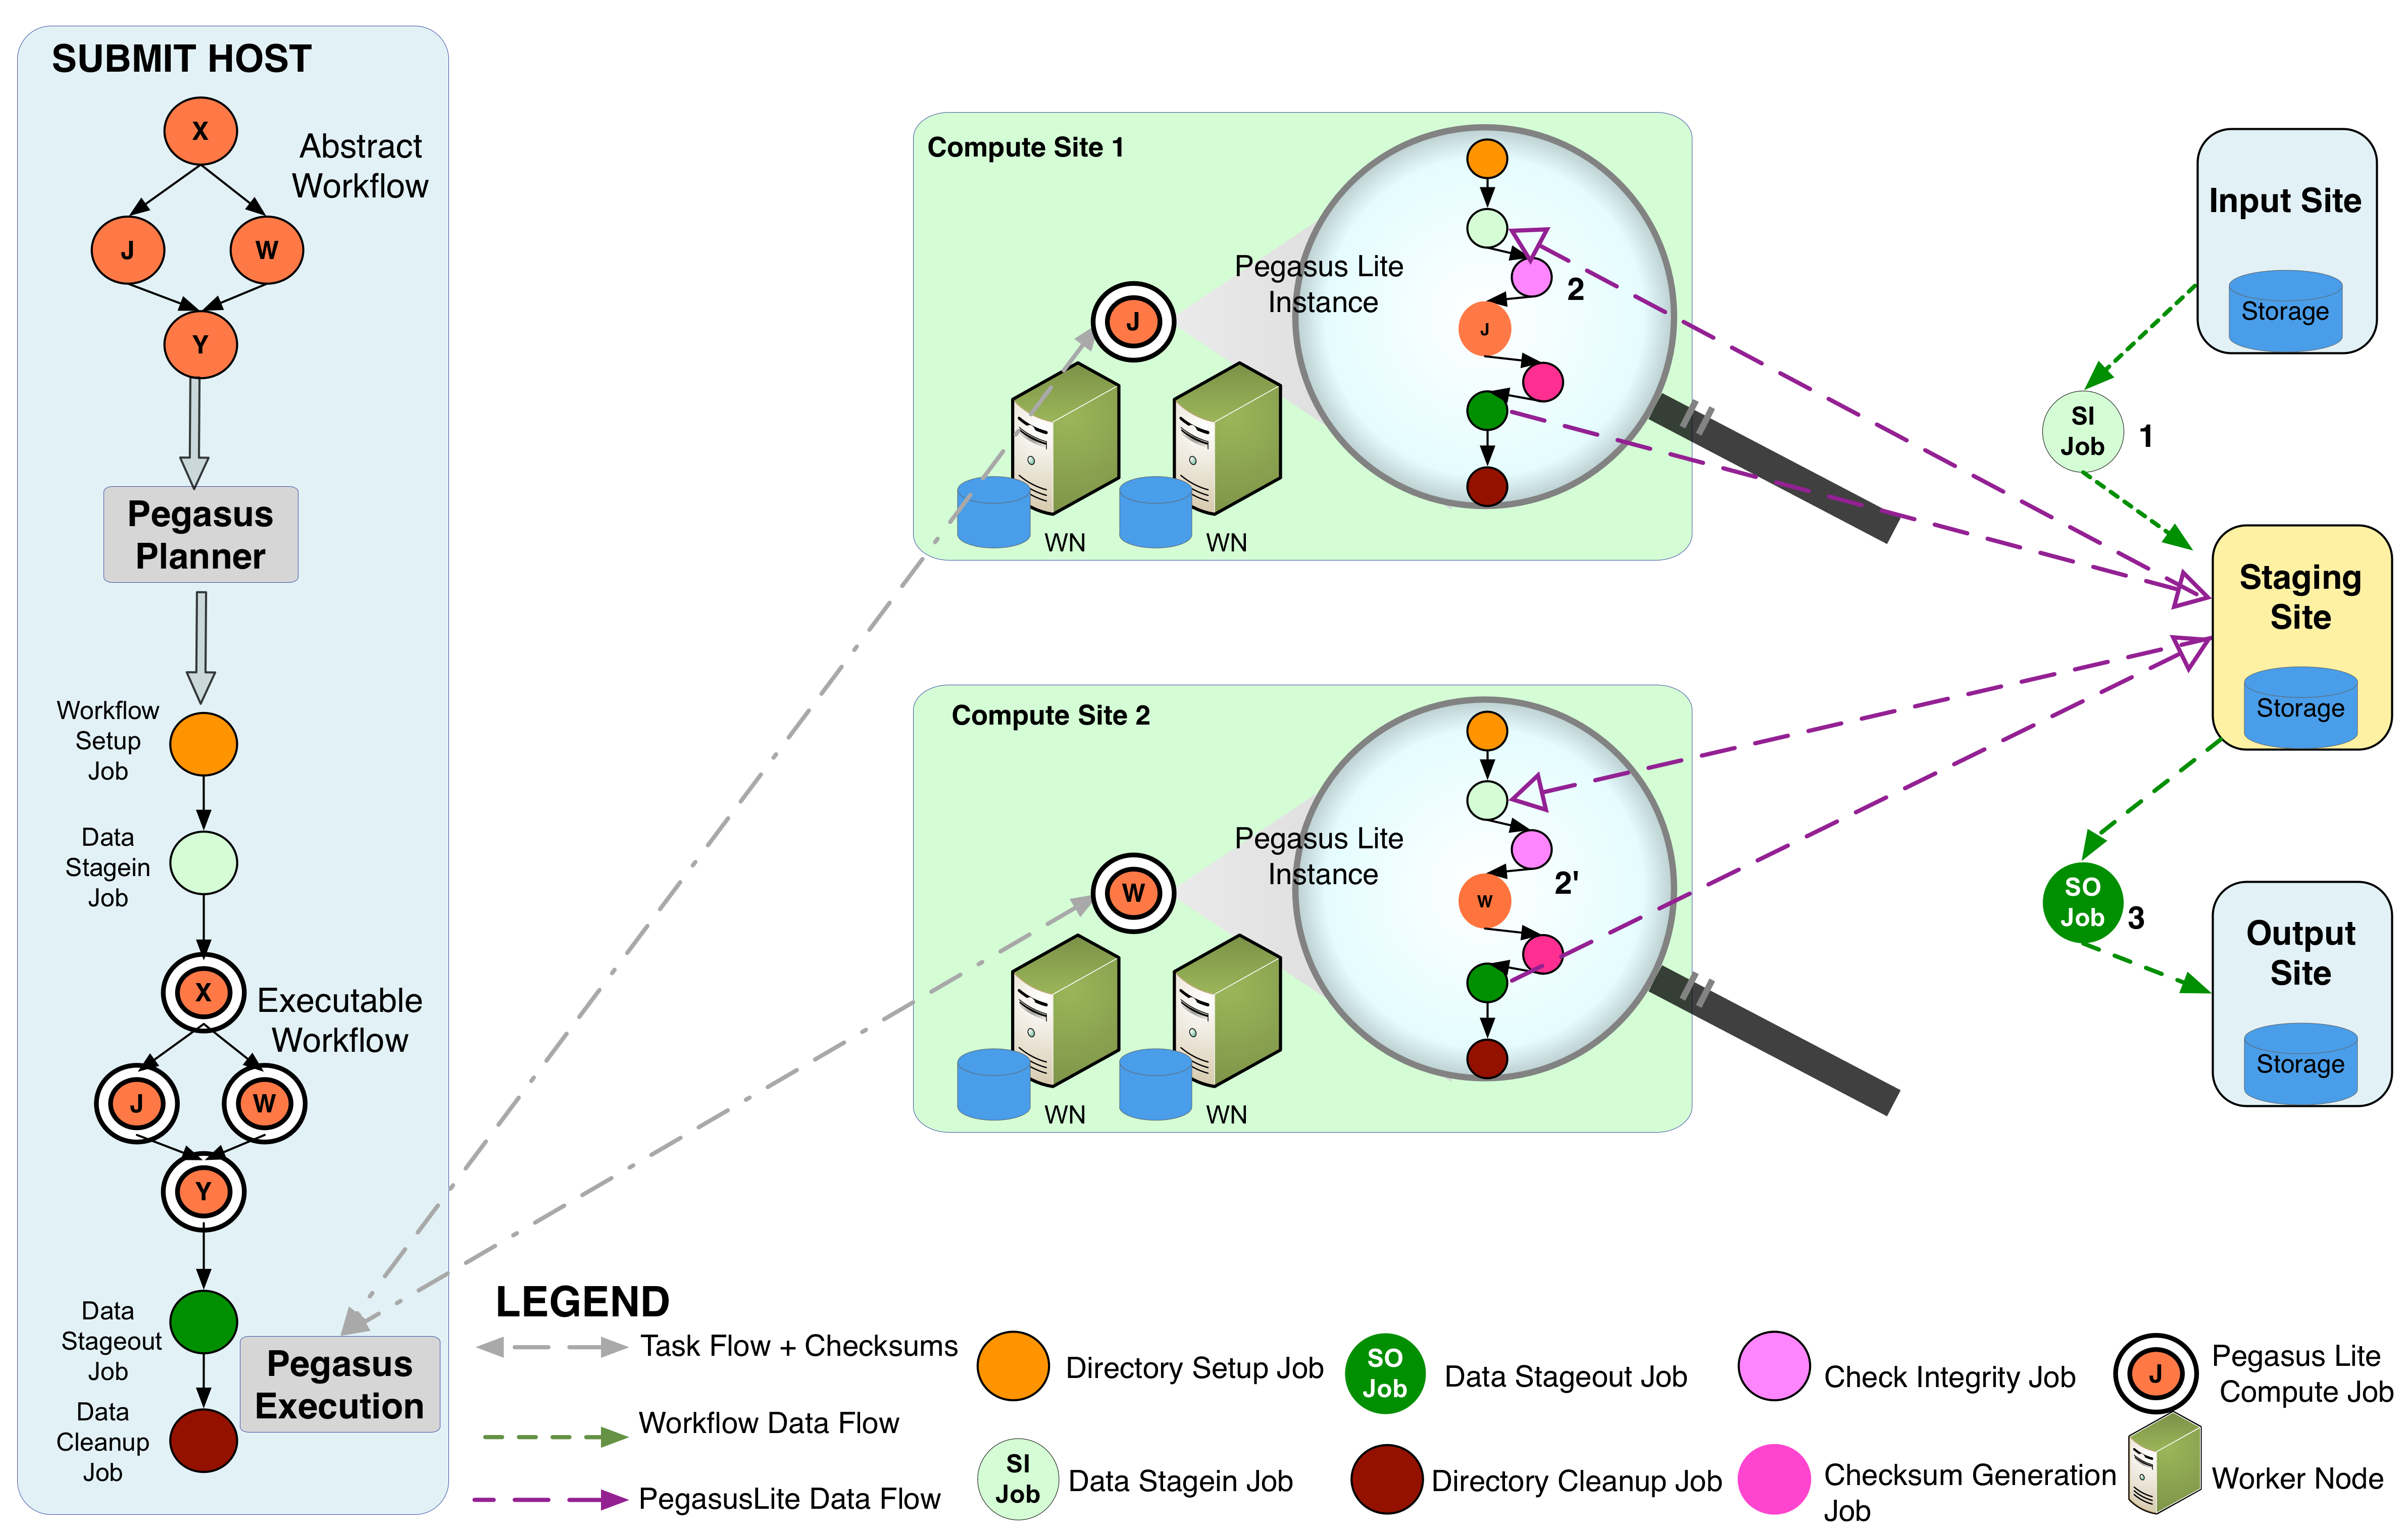 SUBMIT HOST
X
Abstract
Workflow
J
W
Y
Pegasus
Planner
Workflow
Setup
Job
Data
Stagein
Job
X
Executable
Workflow
J
W
Y
Data
Stageout
Job
Pegasus
Execution
Data
Cleanup
Job
Compute Site 1
Pegasus Lite
Instance
J
2
J
WN
WN
Compute Site 2
Pegasus Lite
Instance
W
2'
W
WN
WN
Input Site
Storage
SI
Job
1
Staging
Site
Storage
SO
Job
3
Output
Site
Storage
LEGEND
Task Flow + Checksums
Workflow Data Flow
PegasusLite Data Flow
Directory Setup Job
SI
Job
Data Stagein Job
SO
Job
Data Stageout Job
Directory Cleanup Job
Check Integrity Job
Checksum Generation
Job
J
Pegasus Lite
Compute Job
Worker Node